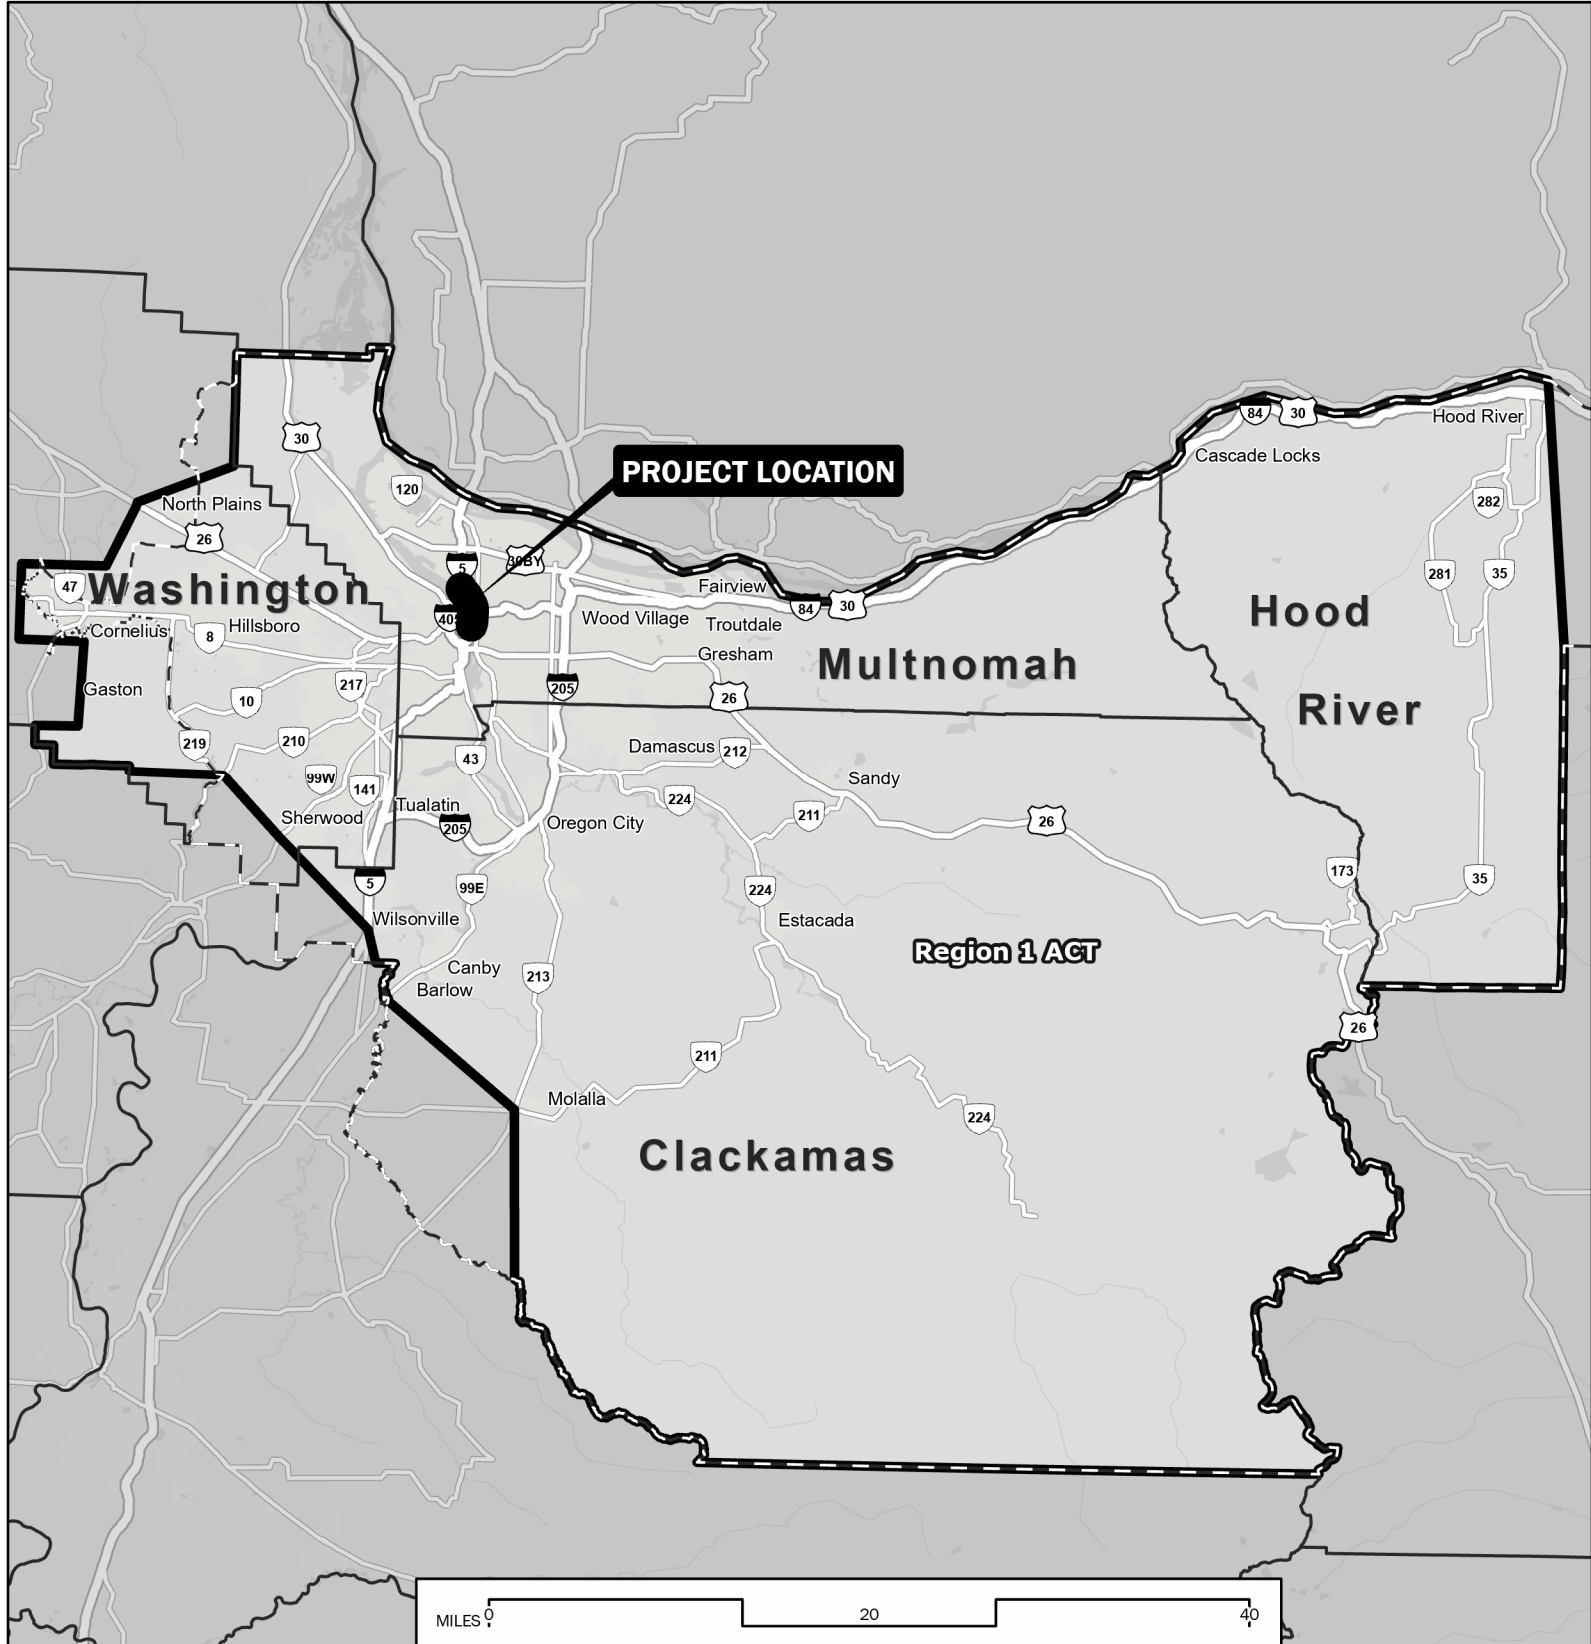 84
30
Hood River
30
Cascade Locks
PROJECT LOCATION
120
282
North Plains
26
30BY
5
281
35
47
Washington
Fairview
84
30
Hood
405
Wood Village
Troutdale
Cornelius
8
Hillsboro
Gresham
Multnomah
217
205
Gaston
10
26
River
219
210
43
Damascus
212
99W
141
Sandy
Tualatin
224
211
Sherwood
205
Oregon City
26
5
99E
224
173
35
Wilsonville
Estacada
Region 1 ACT
Canby
213
Barlow
26
211
Molalla
224
Clackamas
MILES
0
20
40